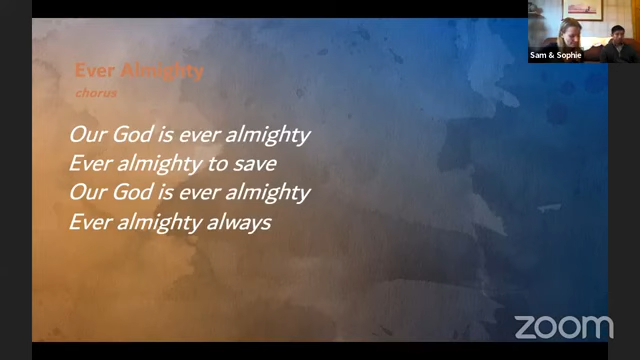 Sam & Sophie
Ever Almighty
chorus
Our God is ever almighty
Ever almighty to save
Our God is ever almighty
Ever almighty always
zoom